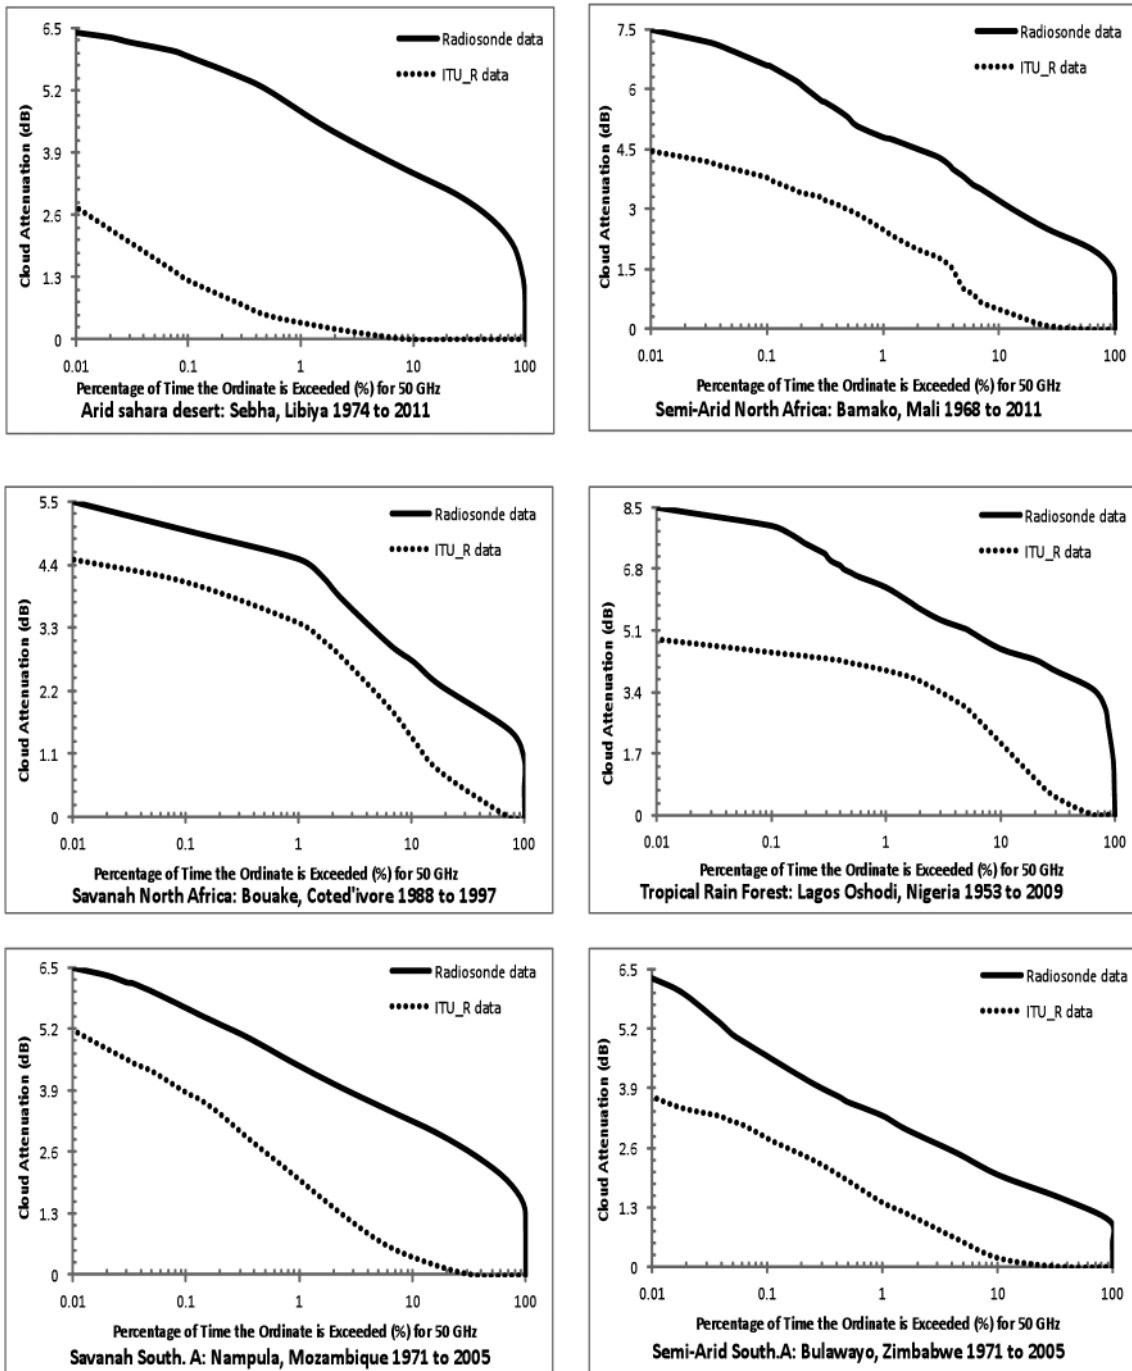 6.5
5.2
3.9
2.6
1.3
0
Cloud Attenuation (dB)
Radiosonde data
ITU_R data
0.01 0.1 1 10 100
Percentage of Time the Ordinate is Exceeded (%) for 50 GHz
Arid sahara desert: Sebha, Libiya 1974 to 2011
7.5
6
4.5
3
1.5
0
Cloud Attenuation (dB)
Radiosonde data
ITU_R data
0.01 0.1 1 10 100
Percentage of Time the Ordinate is Exceeded (%) for 50 GHz
Semi-Arid North Africa: Bamako, Mali 1968 to 2011
5.5
4.4
3.3
2.2
1.1
0
Cloud Attenuation (dB)
Radiosonde data
ITU_R data
0.01 0.1 1 10 100
Percentage of Time the Ordinate is Exceeded (%) for 50 GHz
Savanah North Africa: Bouake, Coted'ivore 1988 to 1997
8.5
6.8
5.1
3.4
1.7
0
Cloud Attenuation (dB)
Radiosonde data
ITU_R data
0.01 0.1 1 10 100
Percentage of Time the Ordinate is Exceeded (%) for 50 GHz
Tropical Rain Forest: Lagos Oshodi, Nigeria 1953 to 2009
6.5
5.2
3.9
2.6
1.3
0
Cloud Attenuation (dB)
Radiosonde data
ITU_R data
0.01 0.1 1 10 100
Percentage of Time the Ordinate is Exceeded (%) for 50 GHz
Savanah South. A: Nampula, Mozambique 1971 to 2005
6.5
5.2
3.9
2.6
1.3
0
Cloud Attenuation (dB)
Radiosonde data
ITU_R data
0.01 0.1 1 10 100
Percentage of Time the Ordinate is Exceeded (%) for 50 GHz
Semi-Arid South.A: Bulawayo, Zimbabwe 1971 to 2005